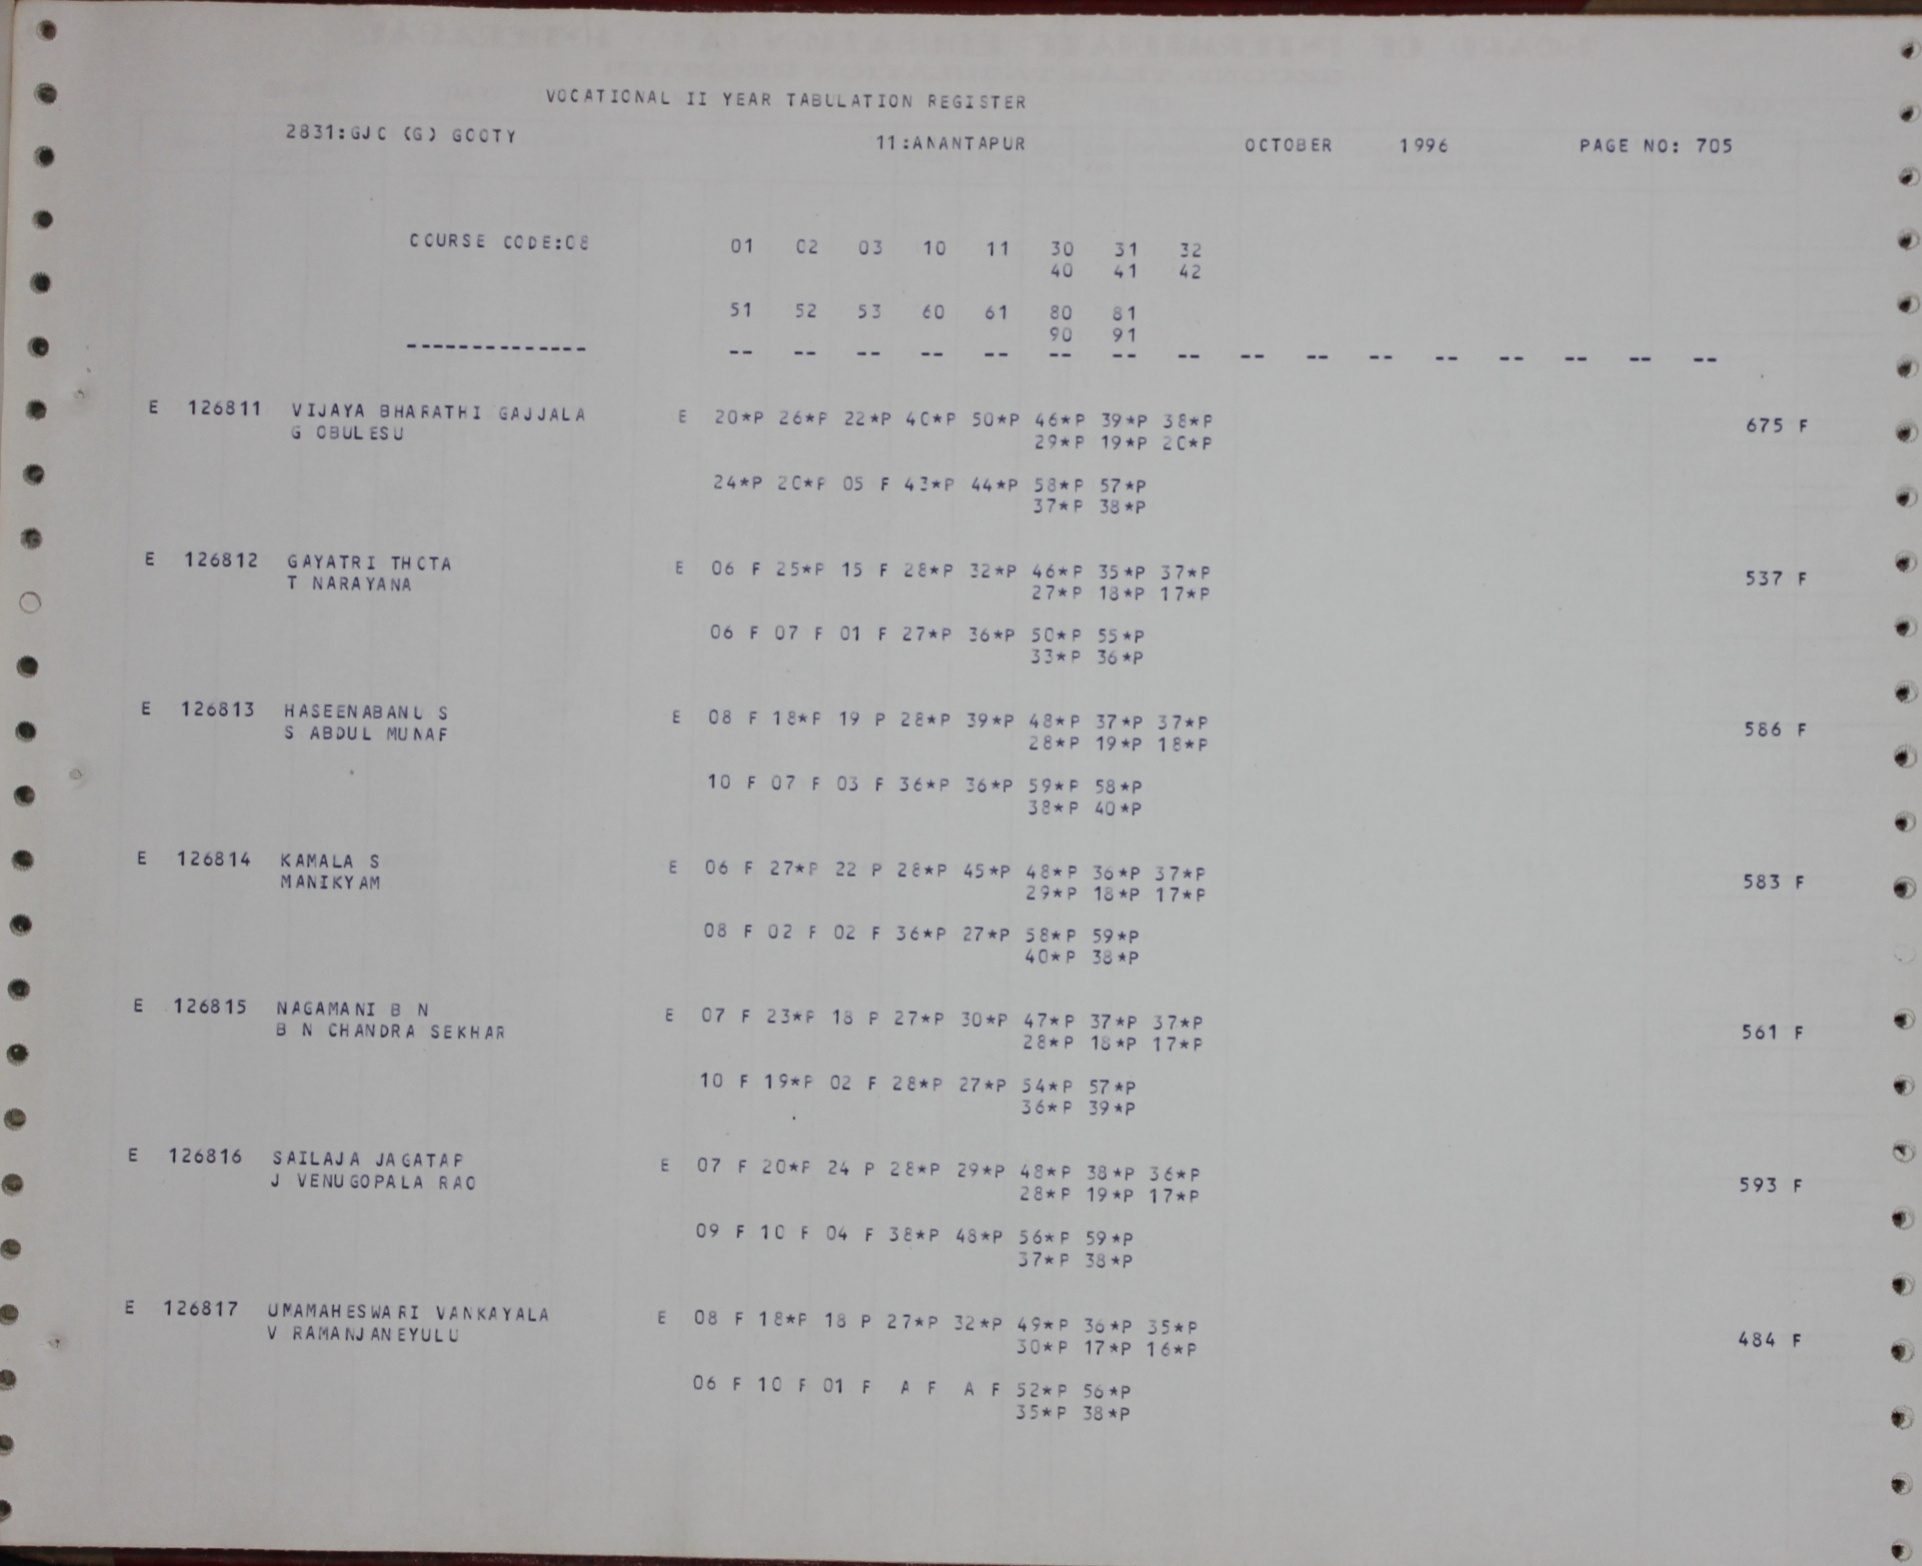 VOCATIONAL II YEAR TABULATION REGISTER
2831:GJC (G) GOOTY 11:ANANTAPUR OCTOBER 1996 PAGE NO: 705
COURSE CODE:08 01 02 03 10 11 30 31 32
40 41 42
51 52 53 60 61 80 81
90 91
-------------- -- -- -- -- -- -- -- -- -- -- -- -- -- -- -- --
E 126811 VIJAYA BHARATHI GAJJALA E 20*P 26*P 22*P 40*P 50*P 46*P 39*P 38*P 675 F
G OBULESU 29*P 19*P 20*P
24*P 20*P 05 F 43*P 44*P 58*P 57*P
37*P 38*P
E 126812 GAYATRI THOTA E 06 F 25*P 15 F 28*P 32*P 46*P 35*P 37*P 537 F
T NARAYANA 27*P 18*P 17*P
06 F 07 F 01 F 27*P 36*P 50*P 55*P
33*P 36*P
E 126813 HASEENABANU S E 08 F 18*P 19 P 28*P 39*P 48*P 37*P 37*P 586 F
S ABDUL MUNAF 28*P 19*P 18*P
10 F 07 F 03 F 36*P 36*P 59*P 58*P
38*P 40*P
E 126814 KAMALA S E 06 F 27*P 22 P 28*P 45*P 48*P 36*P 37*P 583 F
MANIKYAM 29*P 18*P 17*P
08 F 02 F 02 F 36*P 27*P 58*P 59*P
40*P 38*P
E 126815 NAGAMANI B N E 07 F 23*P 18 P 27*P 30*P 47*P 37*P 37*P 561 F
B N CHANDRA SEKHAR 28*P 18*P 17*P
10 F 19*P 02 F 28*P 27*P 54*P 57*P
36*P 39*P
E 126816 SAILAJA JAGATAP E 07 F 20*P 24 P 28*P 29*P 48*P 38*P 36*P 593 F
J VENUGOPALA RAO 28*P 19*P 17*P
09 F 10 F 04 F 38*P 48*P 56*P 59*P
37*P 38*P
E 126817 UMAMAHESWARI VANKAYALA E 08 F 18*P 18 P 27*P 32*P 49*P 36*P 35*P 484 F
V RAMANJANEYULU 30*P 17*P 16*P
06 F 10 F 01 F A F A F 52*P 56*P
35*P 38*P